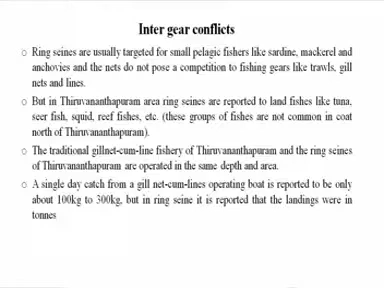 Inter gear conflicts
○ Ring seines are usually targeted for small pelagic fishers like sardine, mackerel and
anchovies and the nets do not pose a competition to fishing gears like trawls, gill
nets and lines.
○ But in Thiruvananthapuram area ring seines are reported to land fishes like tuna,
seer fish, squid, reef fishes, etc. (these groups of fishes are not common in coat
north of Thiruvananthapuram).
○ The traditional gillnet-cum-line fishery of Thiruvananthapuram and the ring seines
of Thiruvananthapuram are operated in the same depth and area.
○ A single day catch from a gill net-cum-lines operating boat is reported to be only
about 100kg to 300kg, but in ring seine it is reported that the landings were in
tonnes